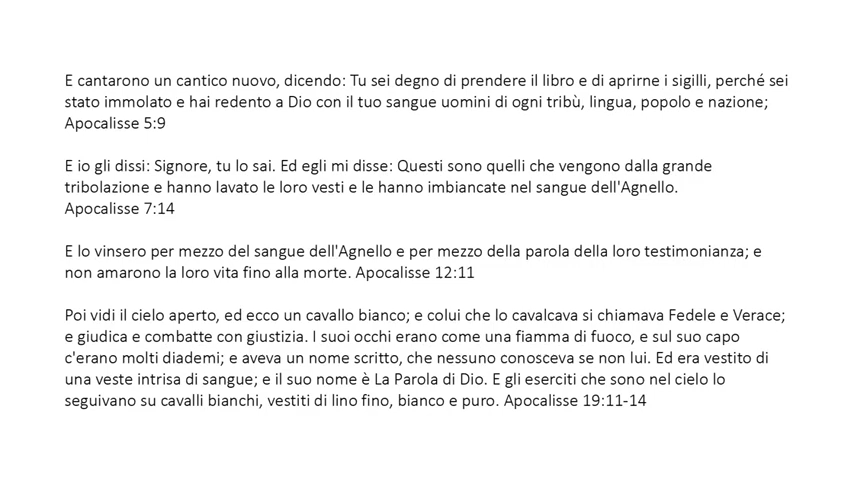 E cantarono un cantico nuovo, dicendo: Tu sei degno di prendere il libro e di aprirne i sigilli, perché sei
stato immolato e hai redento a Dio con il tuo sangue uomini di ogni tribù, lingua, popolo e nazione;
Apocalisse 5:9
E io gli dissi: Signore, tu lo sai. Ed egli mi disse: Questi sono quelli che vengono dalla grande
tribolazione e hanno lavato le loro vesti e le hanno imbiancate nel sangue dell'Agnello.
Apocalisse 7:14
E lo vinsero per mezzo del sangue dell'Agnello e per mezzo della parola della loro testimonianza; e
non amarono la loro vita fino alla morte. Apocalisse 12:11
Poi vidi il cielo aperto, ed ecco un cavallo bianco; e colui che lo cavalcava si chiamava Fedele e Verace;
e giudica e combatte con giustizia. I suoi occhi erano come una fiamma di fuoco, e sul suo capo
c'erano molti diademi; e aveva un nome scritto, che nessuno conosceva se non lui. Ed era vestito di
una veste intrisa di sangue; e il suo nome è La Parola di Dio. E gli eserciti che sono nel cielo lo
seguivano su cavalli bianchi, vestiti di lino fino, bianco e puro. Apocalisse 19:11-14